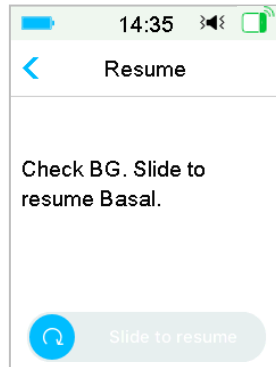 14:35
Resume
Check BG. Slide to
resume Basal.
Slide to resume